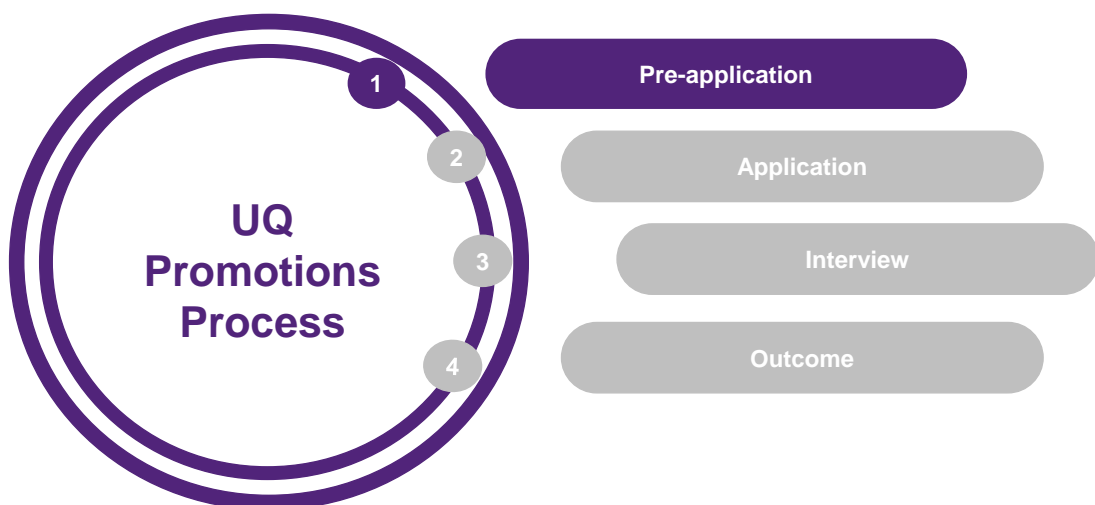 UQ
Promotions
Process
1
Pre-application
2
Application
3
Interview
4
Outcome